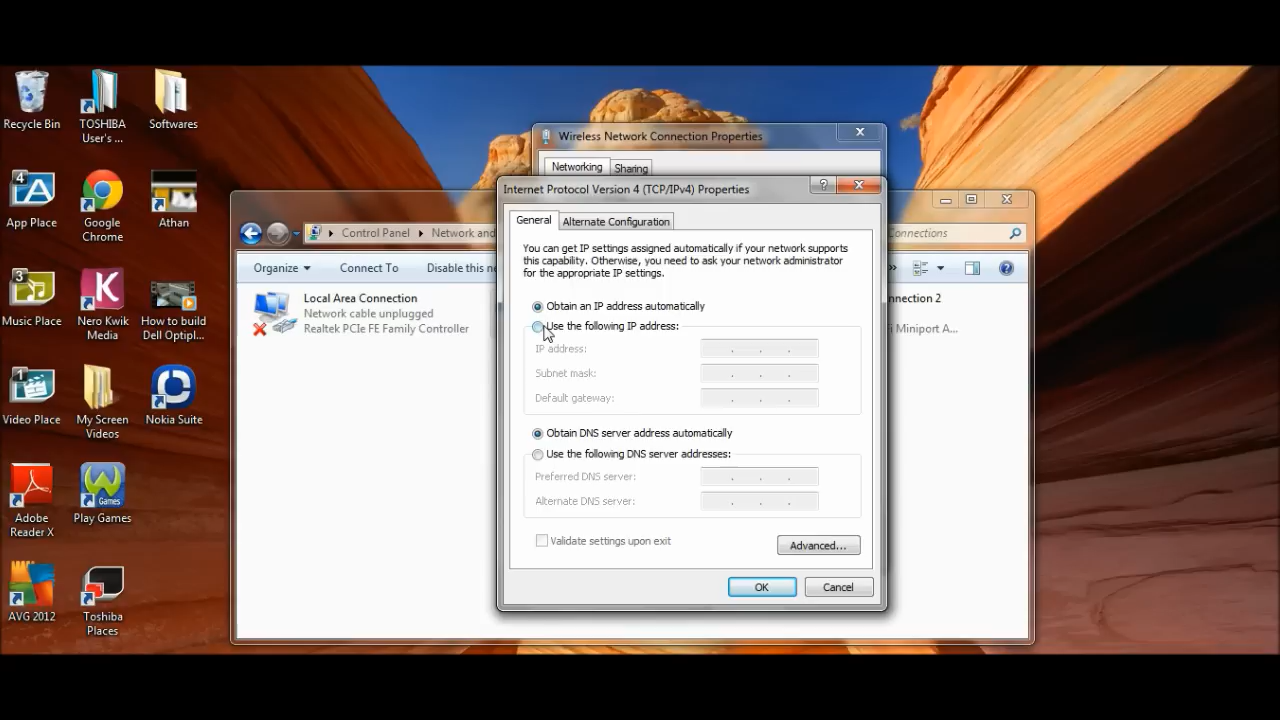 Recycle Bin
TOSHIBA
User's ...
Softwares
4
App Place
Google
Chrome
Athan
3
Music Place
Nero Kwik
Media
How to build
Dell Optipl...
1
Video Place
My Screen
Videos
Nokia Suite
Adobe
Reader X
Games
Play Games
AVG 2012
Toshiba
Places
Wireless Network Connection Properties
Networking
Sharing
Control Panel
Network and
Connections
Organize
Connect To
Disable this ne
»
Local Area Connection
Network cable unplugged
Realtek PCIe FE Family Controller
nnection 2
Fi Miniport A...
Internet Protocol Version 4 (TCP/IPv4) Properties
General
Alternate Configuration
You can get IP settings assigned automatically if your network supports
this capability. Otherwise, you need to ask your network administrator
for the appropriate IP settings.
Obtain an IP address automatically
Use the following IP address:
IP address:
Subnet mask:
Default gateway:
Obtain DNS server address automatically
Use the following DNS server addresses:
Preferred DNS server:
Alternate DNS server:
Validate settings upon exit
Advanced...
OK
Cancel